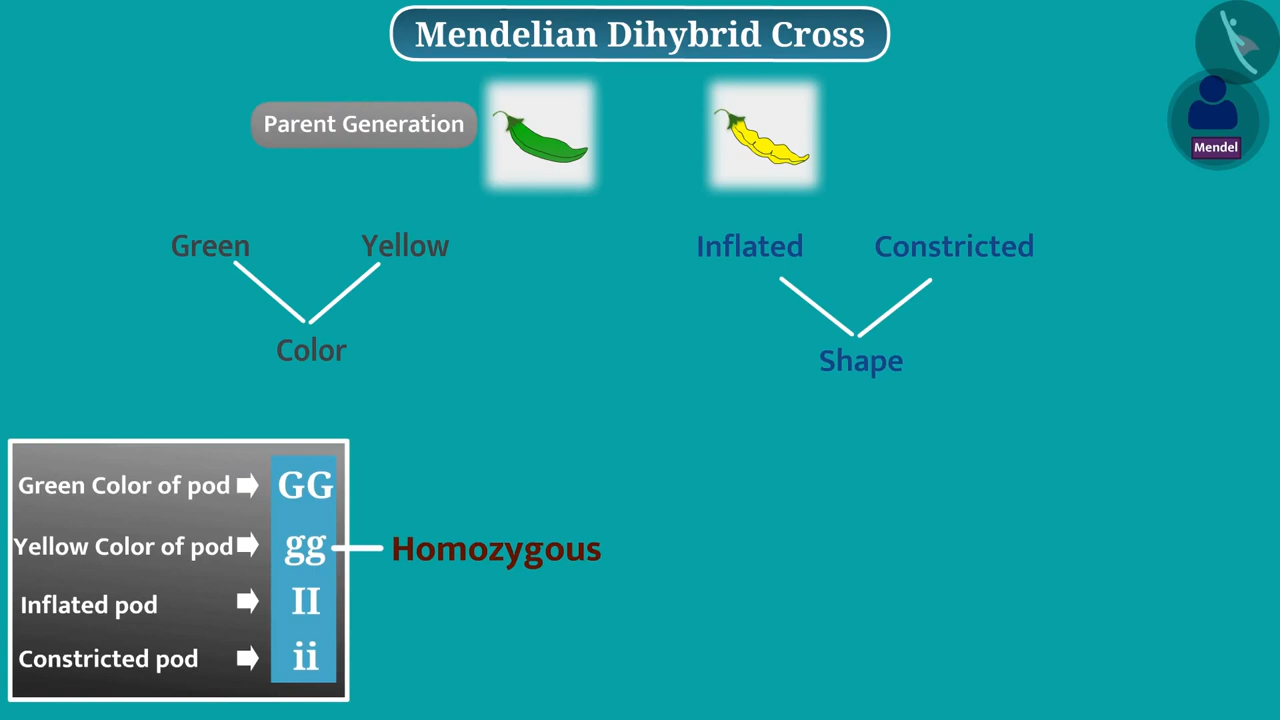 Mendelian Dihybrid Cross
Parent Generation
Mendel
Green Yellow
Color
Inflated Constricted
Shape
Green Color of pod GG
Yellow Color of pod gg Homozygous
Inflated pod II
Constricted pod ii